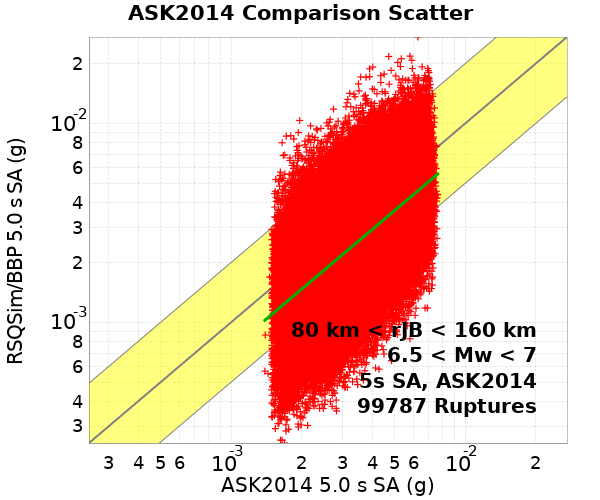 ASK2014 Comparison Scatter
RSQSim/BBP 5.0 s SA (g)
2
10-2
8
6
4
3
2
10-3
8
6
4
3
80 km < rJB < 160 km
6.5 < Mw < 7
5s SA, ASK2014
99787 Ruptures
3 4 5 6 10-3 2 3 4 5 6 10-2 2
ASK2014 5.0 s SA (g)